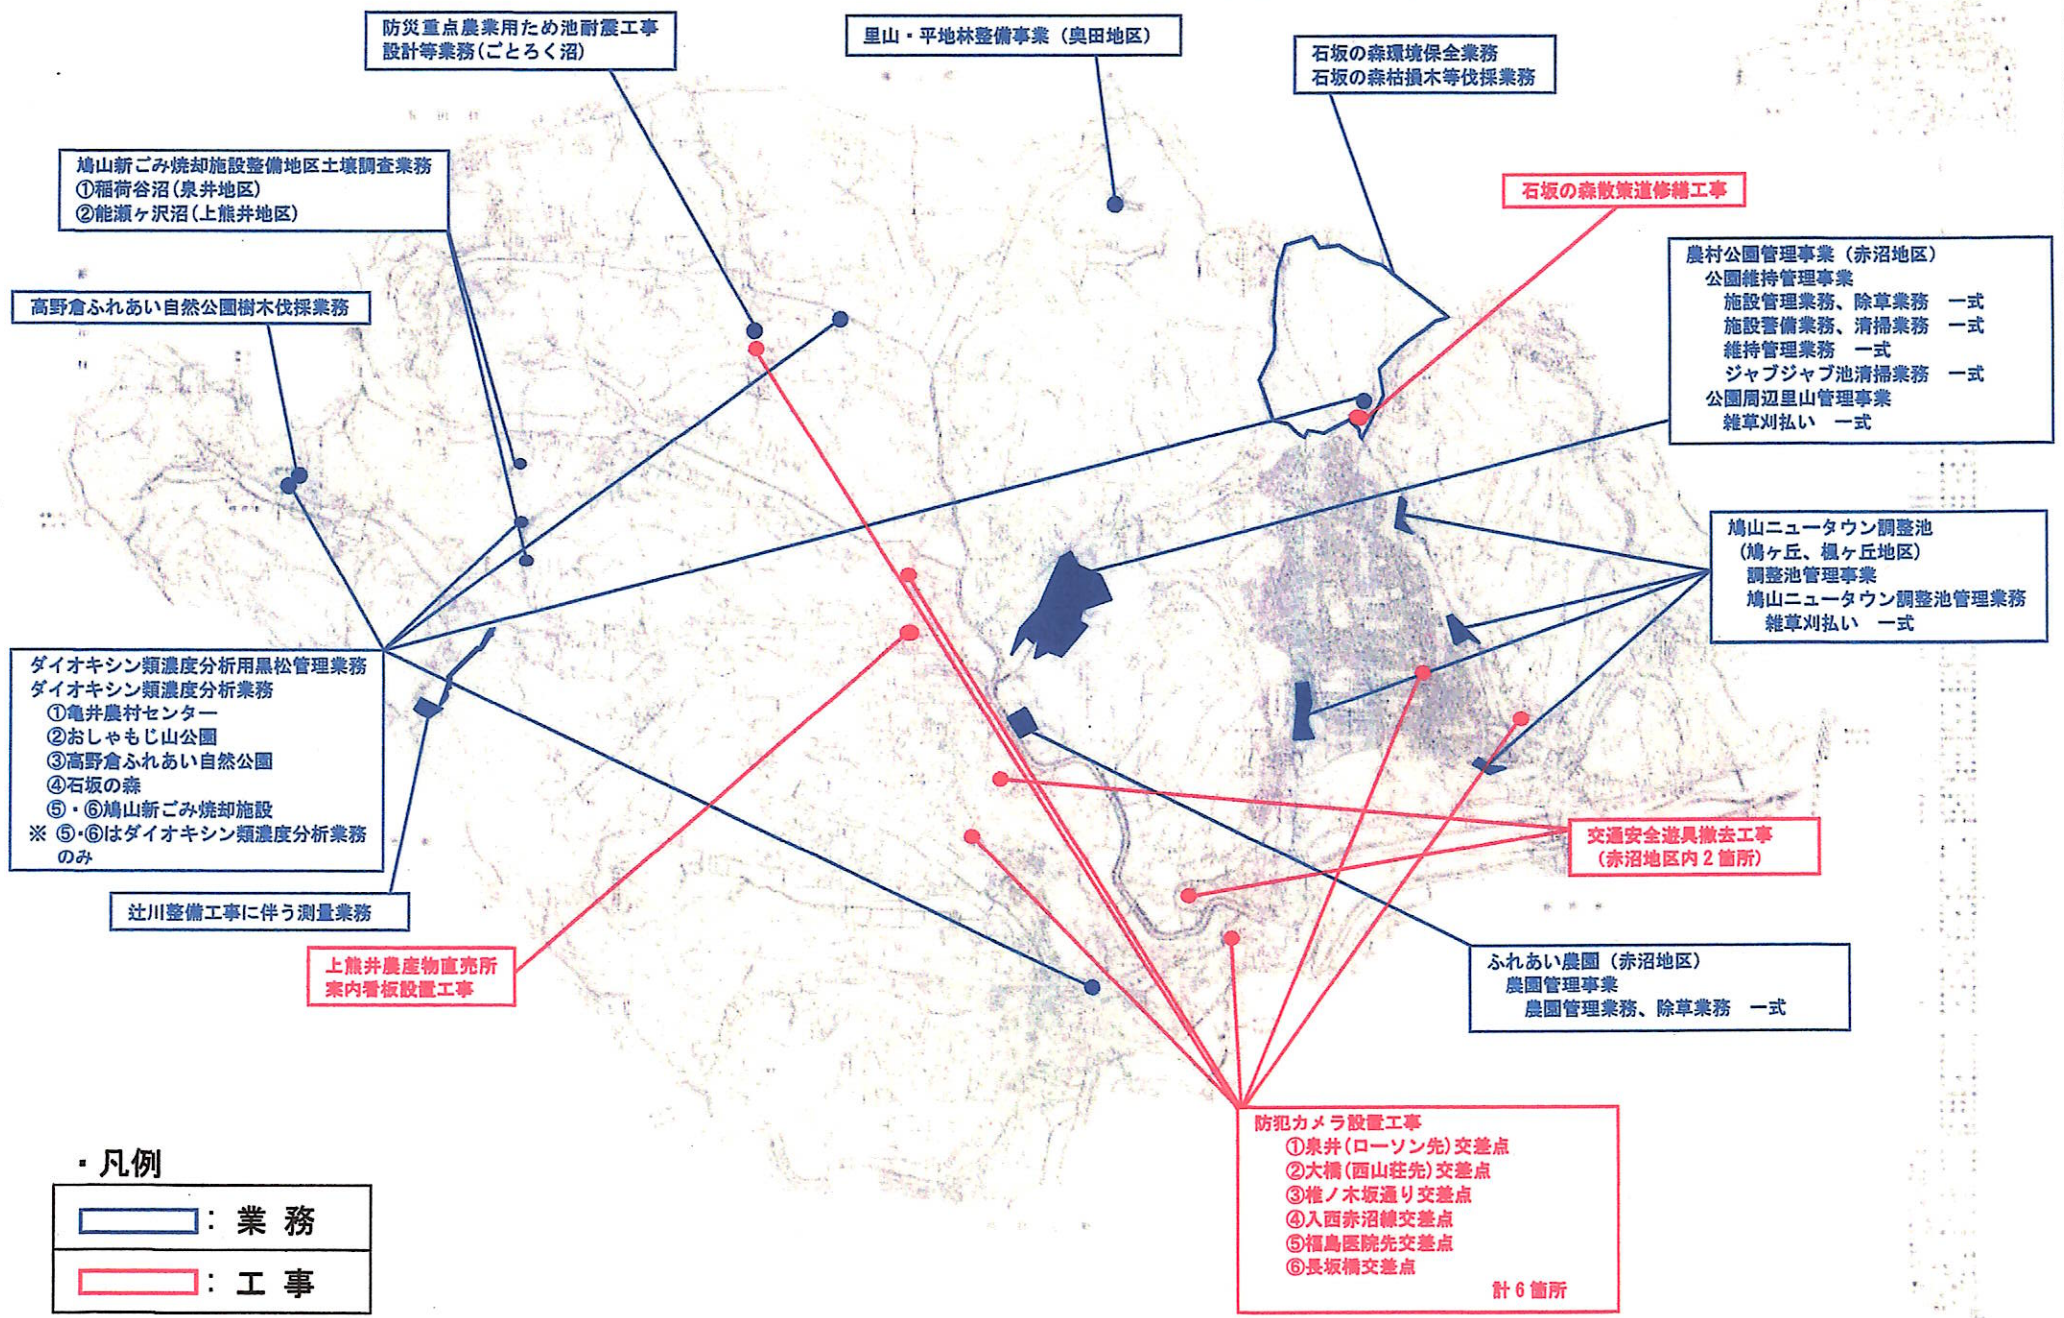 防災重点農業用ため池耐震工事
設計等業務(ごとろく沼)
里山・平地林整備事業（奥田地区）
石坂の森環境保全業務
石坂の森枯損木等伐採業務
鳩山新ごみ焼却施設整備地区土壌調査業務
①稲荷谷沼(泉井地区)
②能瀬ヶ沢沼(上熊井地区)
石坂の森散策道修繕工事
農村公園管理事業（赤沼地区）
公園維持管理事業
施設管理業務、除草業務　一式
施設警備業務、清掃業務　一式
維持管理業務　一式
ジャブジャブ池清掃業務　一式
公園周辺里山管理事業
雑草刈払い　一式
高野倉ふれあい自然公園樹木伐採業務
鳩山ニュータウン調整池
（鳩ヶ丘、楓ヶ丘地区）
調整池管理事業
鳩山ニュータウン調整池管理業務
雑草刈払い　一式
ダイオキシン類濃度分析用黒松管理業務
ダイオキシン類濃度分析業務
①亀井農村センター
②おしゃもじ山公園
③高野倉ふれあい自然公園
④石坂の森
⑤・⑥鳩山新ごみ焼却施設
※ ⑤・⑥はダイオキシン類濃度分析業務
のみ
交通安全遊具撤去工事
（赤沼地区内２箇所）
辻川整備工事に伴う測量業務
上熊井農産物直売所
案内看板設置工事
ふれあい農園（赤沼地区）
農園管理事業
農園管理業務、除草業務　一式
防犯カメラ設置工事
①泉井(ローソン先)交差点
②大橋(西山荘先)交差点
③椎ノ木坂通り交差点
④入西赤沼線交差点
⑤福島医院先交差点
⑥長坂橋交差点
計６箇所
・凡例
：業 務
：工 事